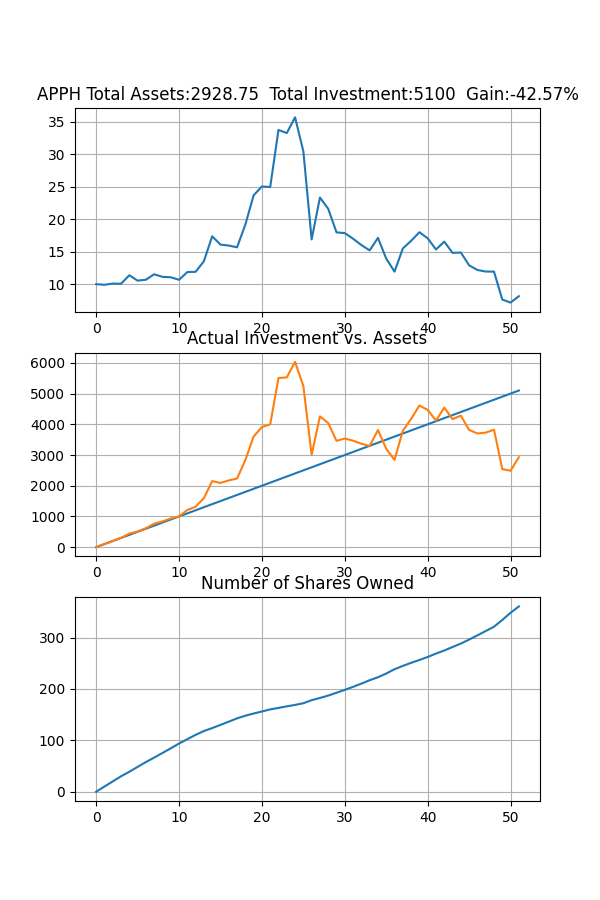 APPH Total Assets:2928.75  Total Investment:5100  Gain:-42.57%
35
30
25
20
15
10
0 10 20 30 40 50
Actual Investment vs. Assets
6000
5000
4000
3000
2000
1000
0
0 10 20 30 40 50
Number of Shares Owned
300
200
100
0
0 10 20 30 40 50